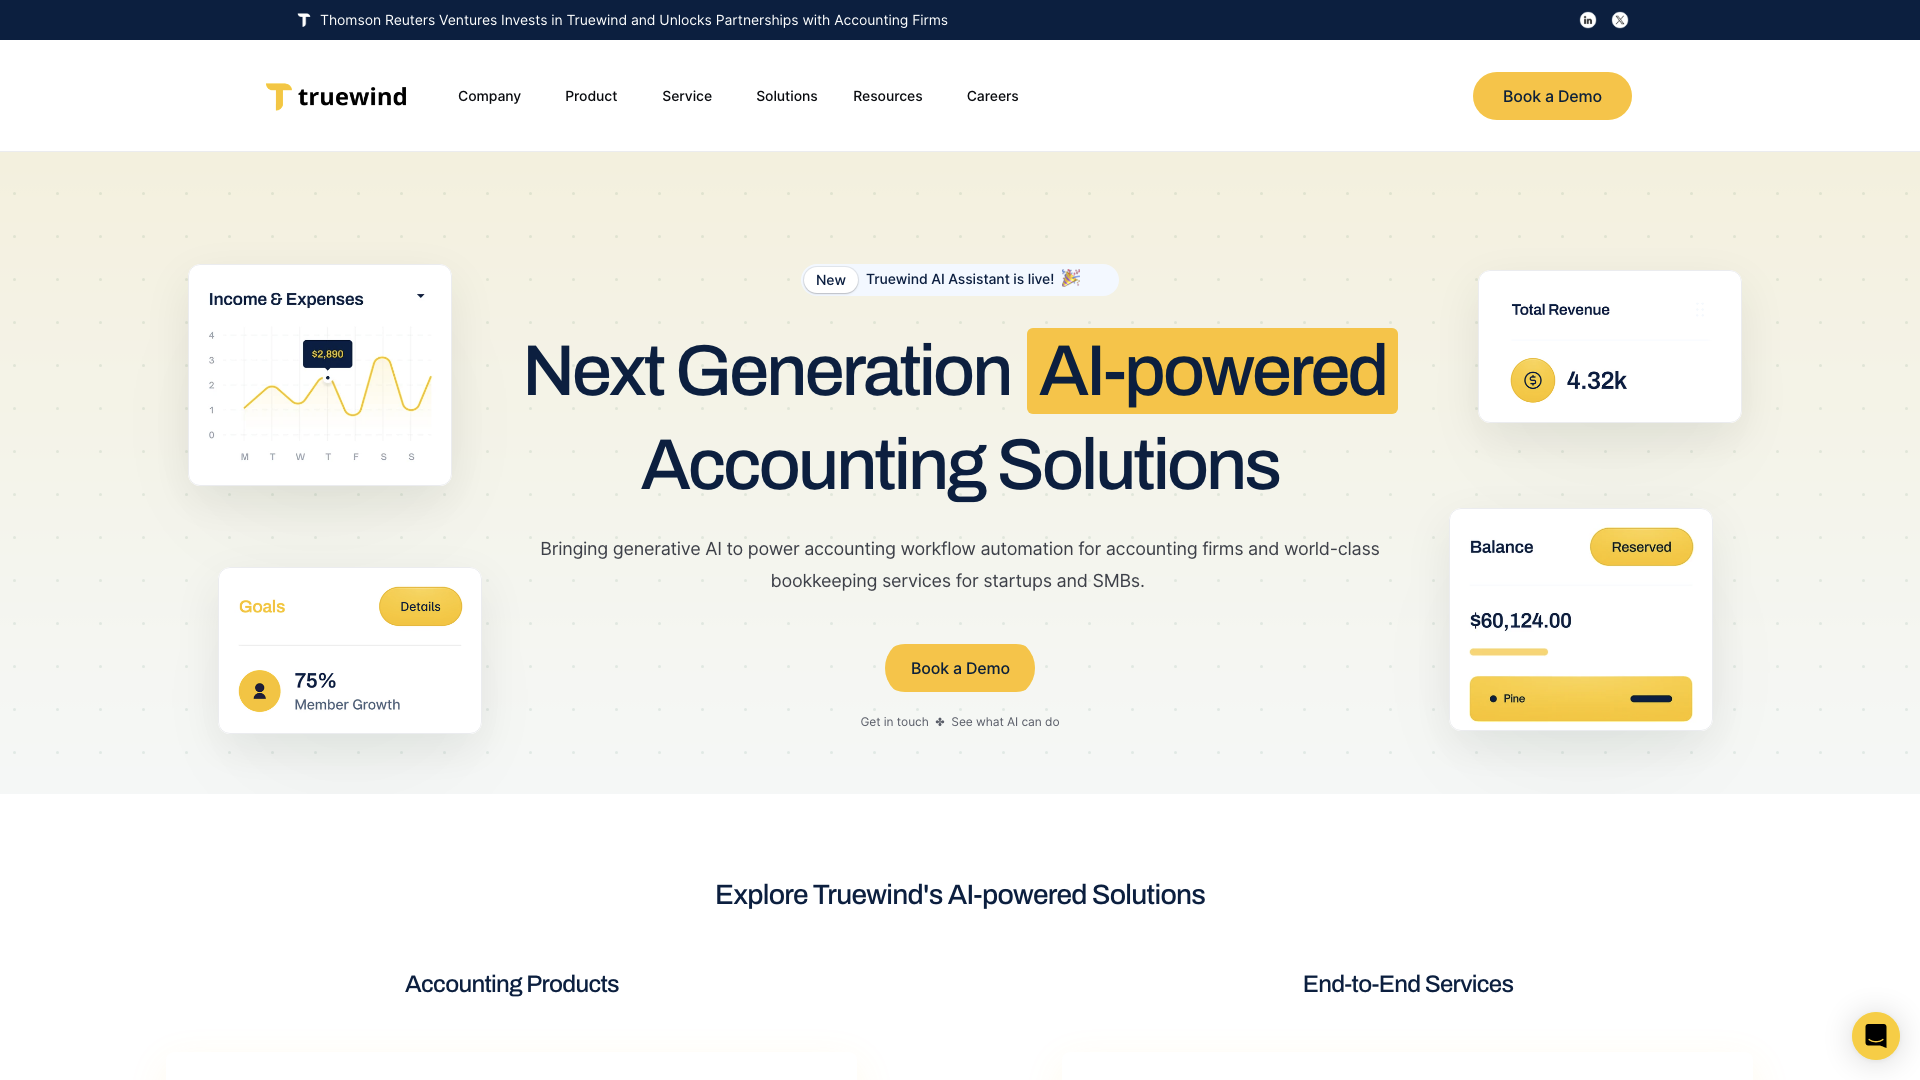 Thomson Reuters Ventures Invests in Truewind and Unlocks Partnerships with Accounting Firms
truewind
Company
Product
Service
Solutions
Resources
Careers
Book a Demo
Income & Expenses
4
3
2
1
0
$2,890
M T W T F S S
Goals
Details
75%
Member Growth
New
Truewind AI Assistant is live! 🎉
Next Generation AI-powered
Accounting Solutions
Bringing generative AI to power accounting workflow automation for accounting firms and world-class
bookkeeping services for startups and SMBs.
Book a Demo
Get in touch ✤ See what AI can do
Total Revenue
4.32k
Balance
Reserved
$60,124.00
Pine
Explore Truewind's AI-powered Solutions
Accounting Products
End-to-End Services